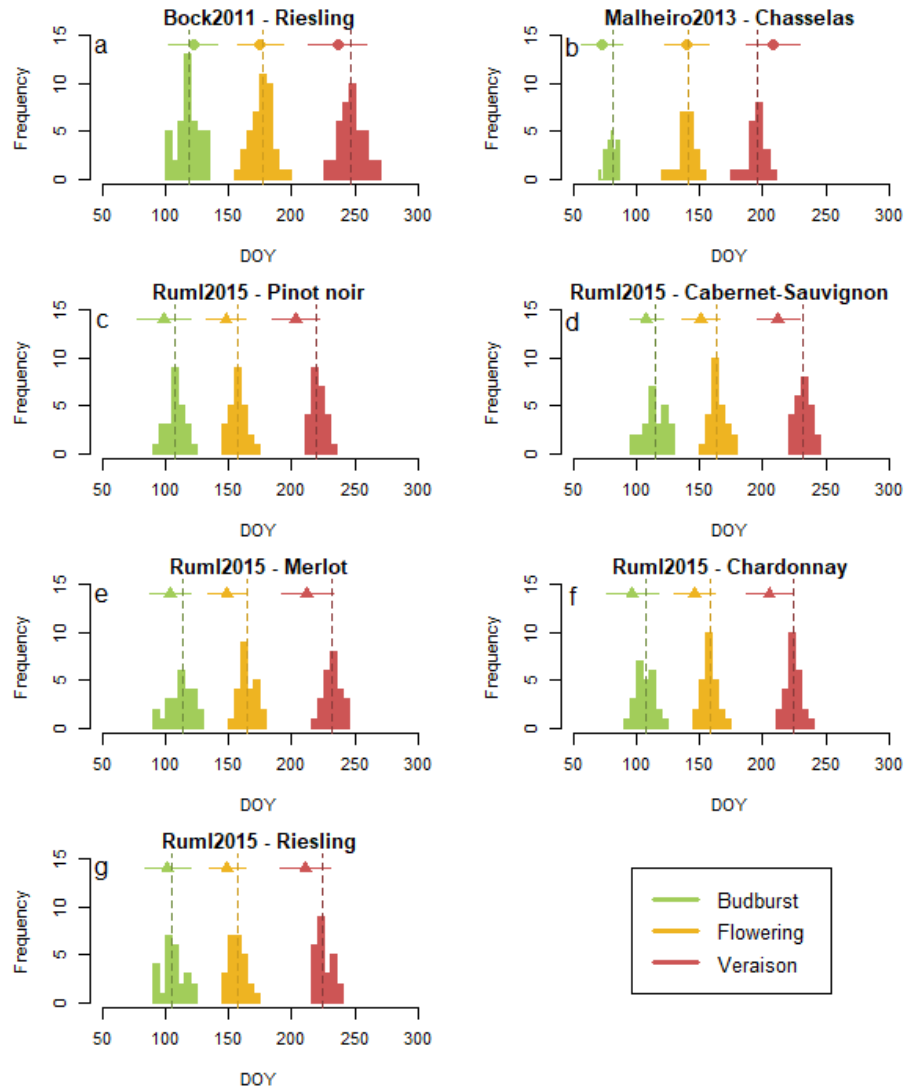 Bock2011 - Riesling
a
Frequency
0 5 10 15
50 100 150 200 250 300
DOY
Malheiro2013 - Chasselas
b
Frequency
0 5 10 15
50 100 150 200 250 300
DOY
Ruml2015 - Pinot noir
c
Frequency
0 5 10 15
50 100 150 200 250 300
DOY
Ruml2015 - Cabernet-Sauvignon
d
Frequency
0 5 10 15
50 100 150 200 250 300
DOY
Ruml2015 - Merlot
e
Frequency
0 5 10 15
50 100 150 200 250 300
DOY
Ruml2015 - Chardonnay
f
Frequency
0 5 10 15
50 100 150 200 250 300
DOY
Ruml2015 - Riesling
g
Frequency
0 5 10 15
50 100 150 200 250 300
DOY
Budburst
Flowering
Veraison